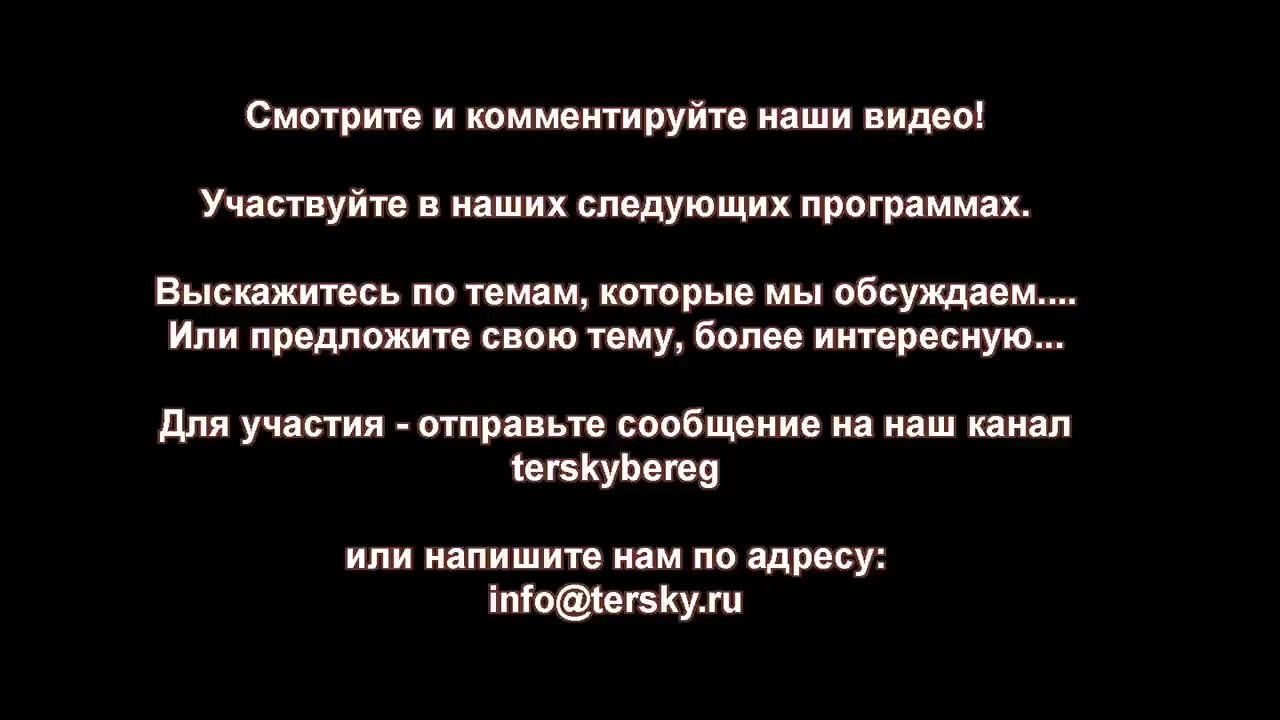 Смотрите и комментируйте наши видео!
Участвуйте в наших следующих программах.
Выскажитесь по темам, которые мы обсуждаем....
Или предложите свою тему, более интересную...
Для участия - отправьте сообщение на наш канал
terskybereg
или напишите нам по адресу:
info@tersky.ru